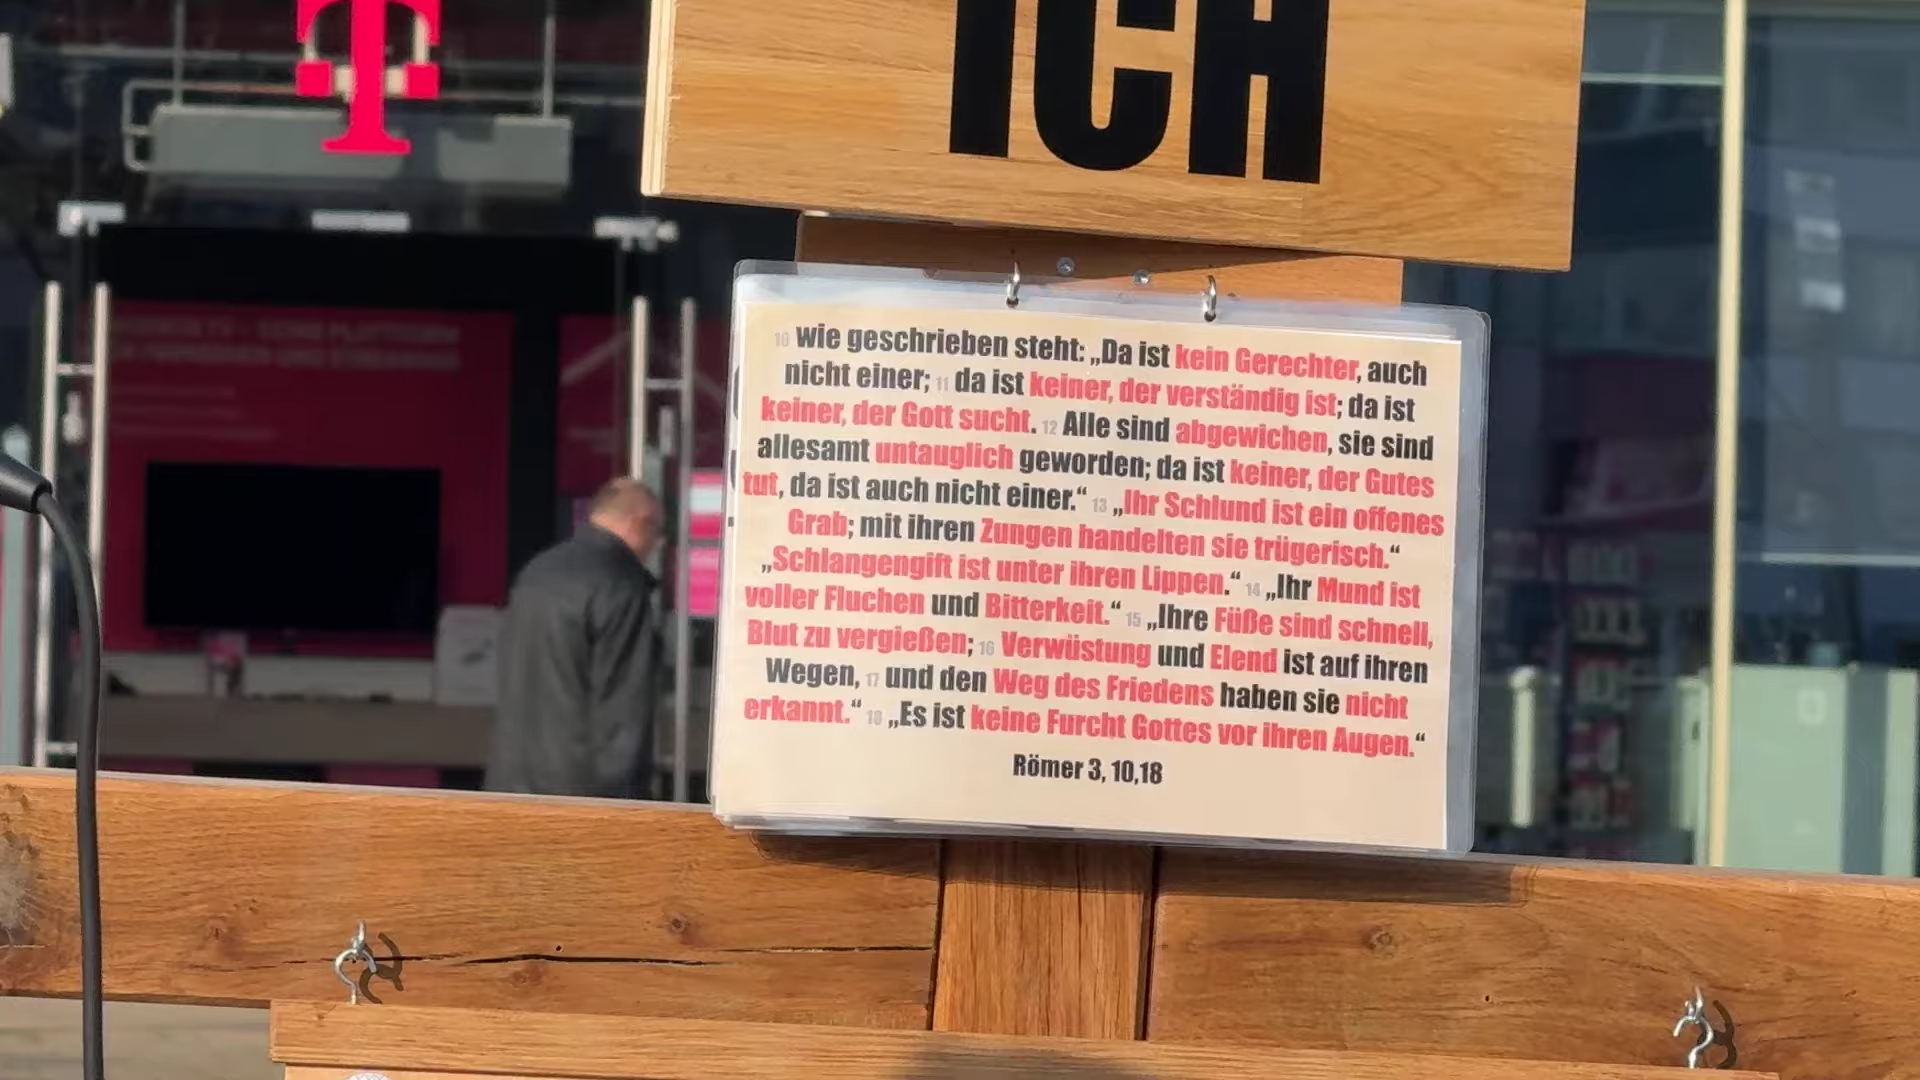 T
ICH
10 wie geschrieben steht: „Da ist kein Gerechter, auch
nicht einer; 11 da ist keiner, der verständig ist; da ist
keiner, der Gott sucht. 12 Alle sind abgewichen, sie sind
allesamt untauglich geworden; da ist keiner, der Gutes
tut, da ist auch nicht einer.“ 13 „Ihr Schlund ist ein offenes
Grab; mit ihren Zungen handelten sie trügerisch.“
„Schlangengift ist unter ihren Lippen.“ 14 „Ihr Mund ist
voller Fluchen und Bitterkeit.“ 15 „Ihre Füße sind schnell,
Blut zu vergießen; 16 Verwüstung und Elend ist auf ihren
Wegen, 17 und den Weg des Friedens haben sie nicht
erkannt.“ 18 „Es ist keine Furcht Gottes vor ihren Augen.“
Römer 3, 10,18